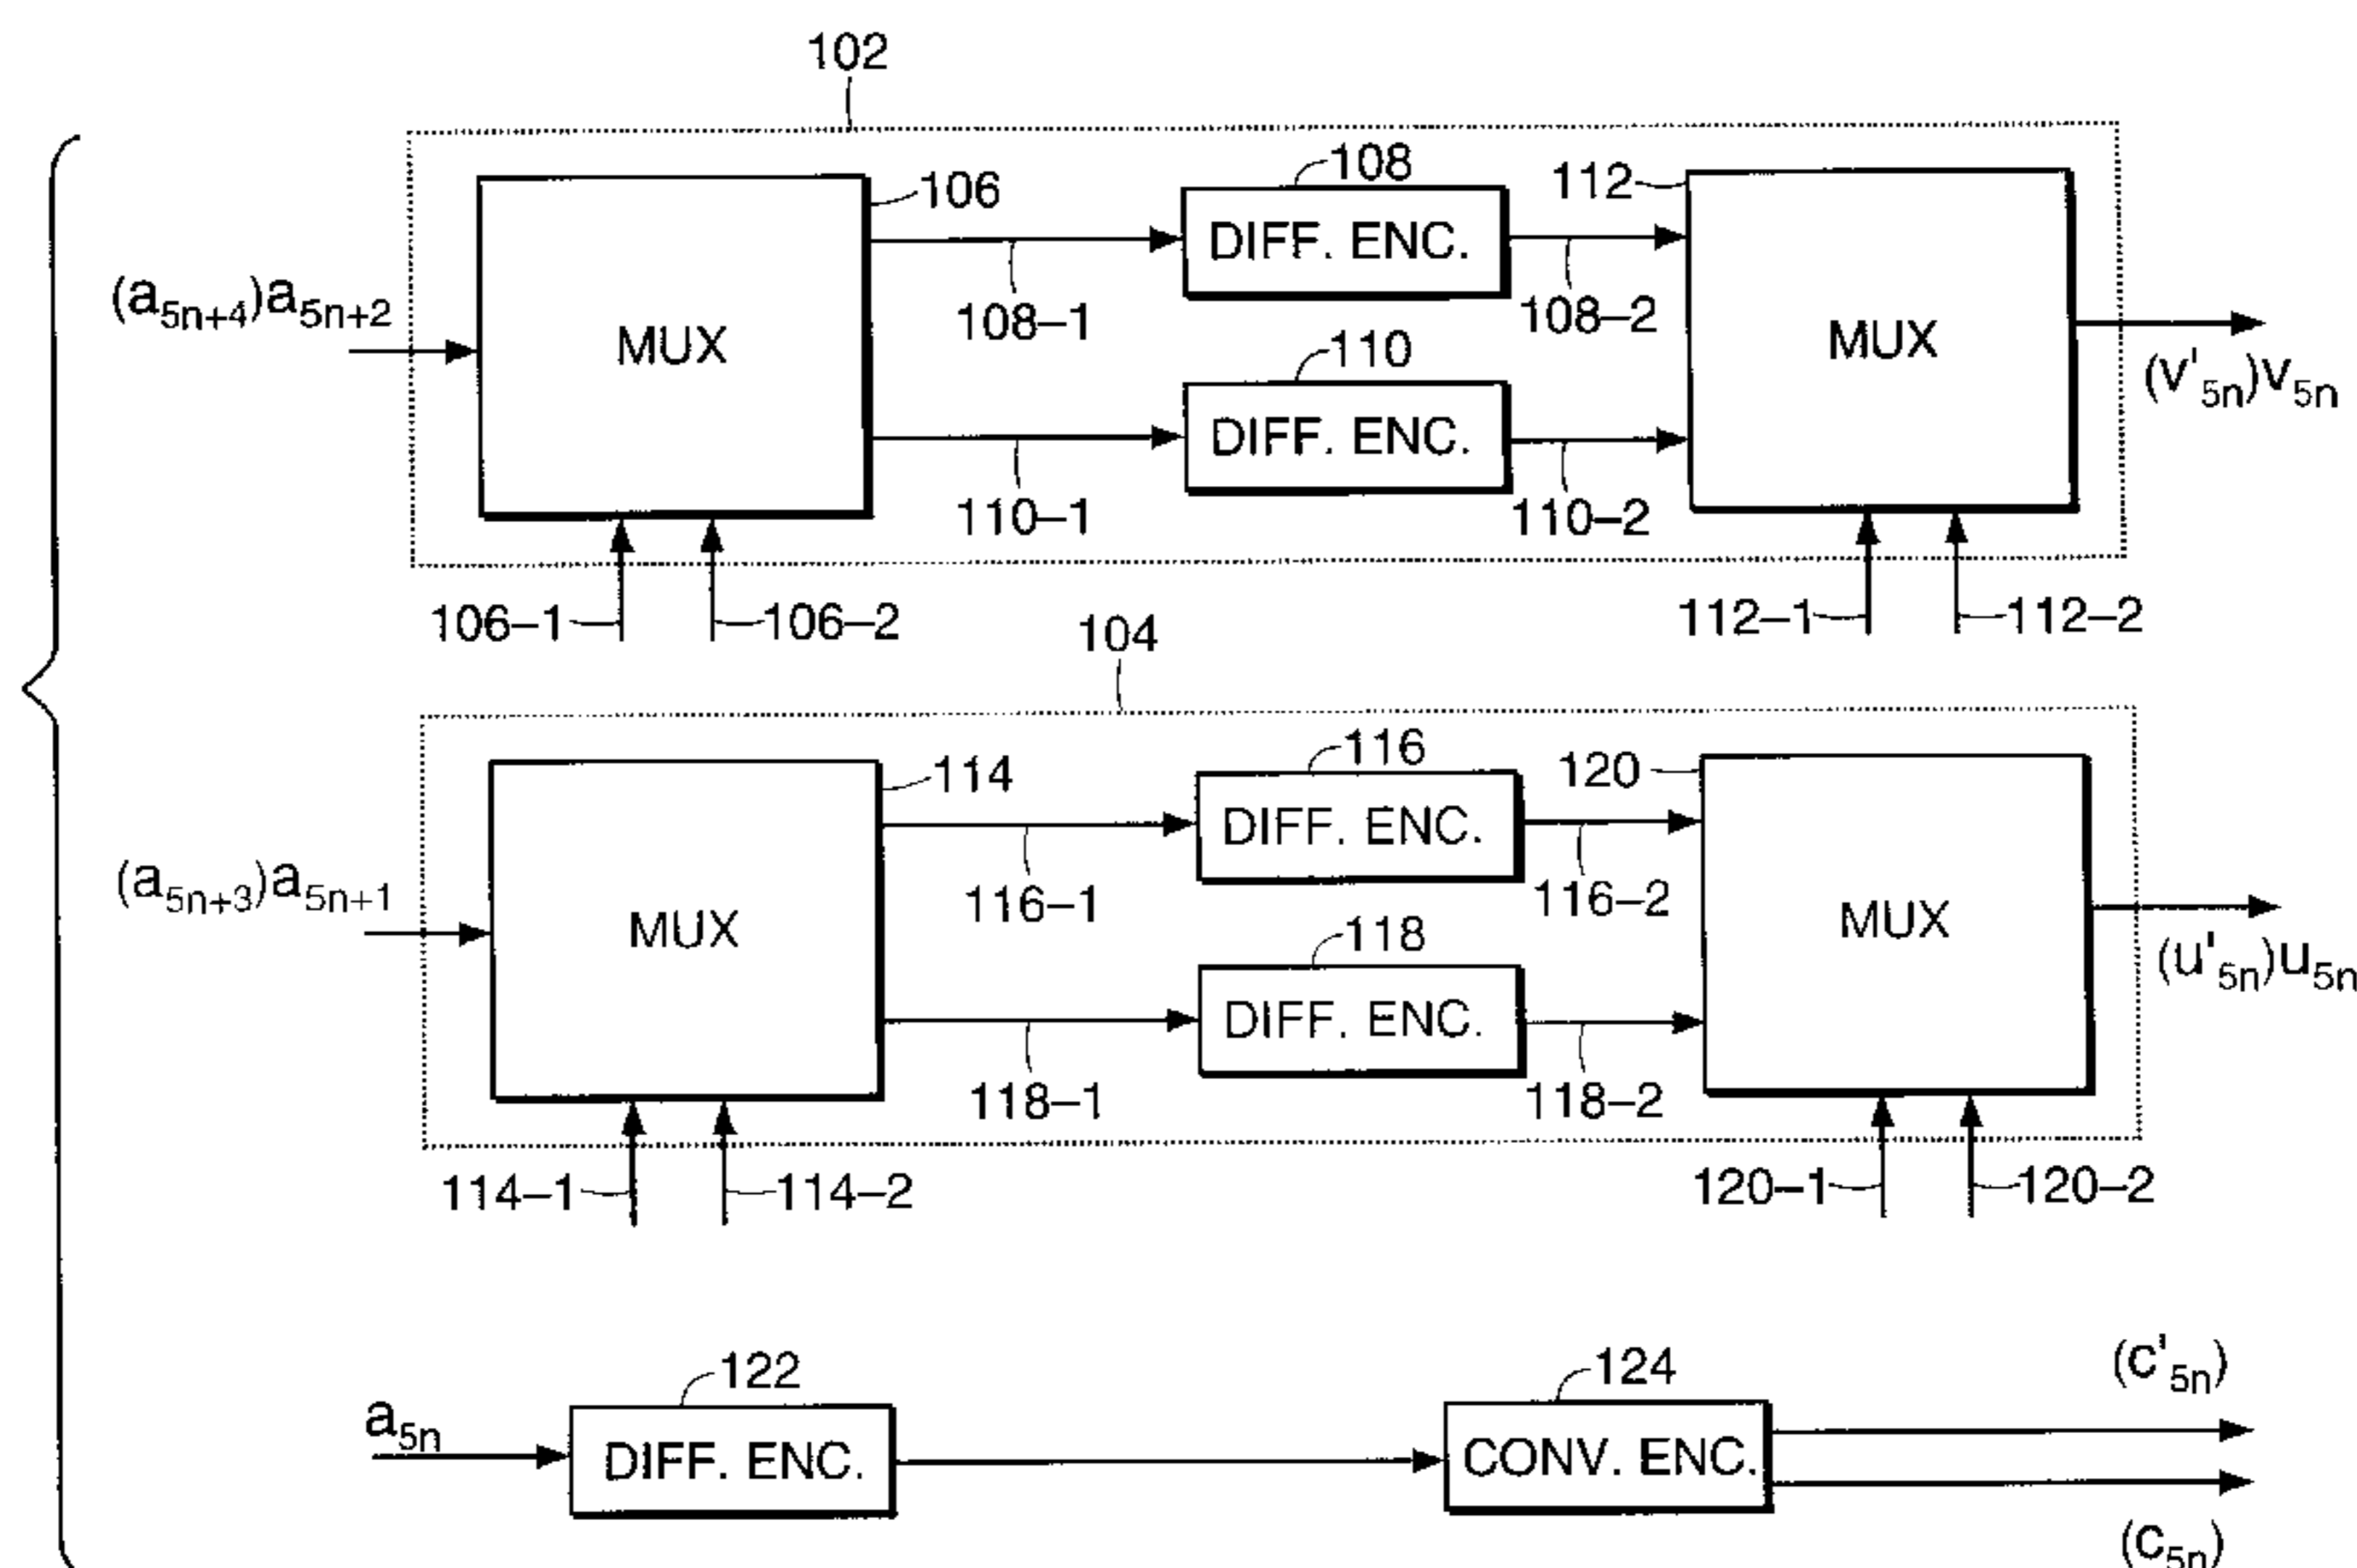 102
106
108
112
DIFF. ENC.
(a5n+4)a5n+2
108–1
108–2
MUX
MUX
110
(v'5n)v5n
DIFF. ENC.
110–1
110–2
106–1
106–2
112–1
112–2
104
114
116
120
DIFF. ENC.
(a5n+3)a5n+1
116–1
116–2
MUX
MUX
118
(u'5n)u5n
DIFF. ENC.
118–1
118–2
114–1
114–2
120–1
120–2
122
124
(c'5n)
a5n
DIFF. ENC.
CONV. ENC.
(c5n)